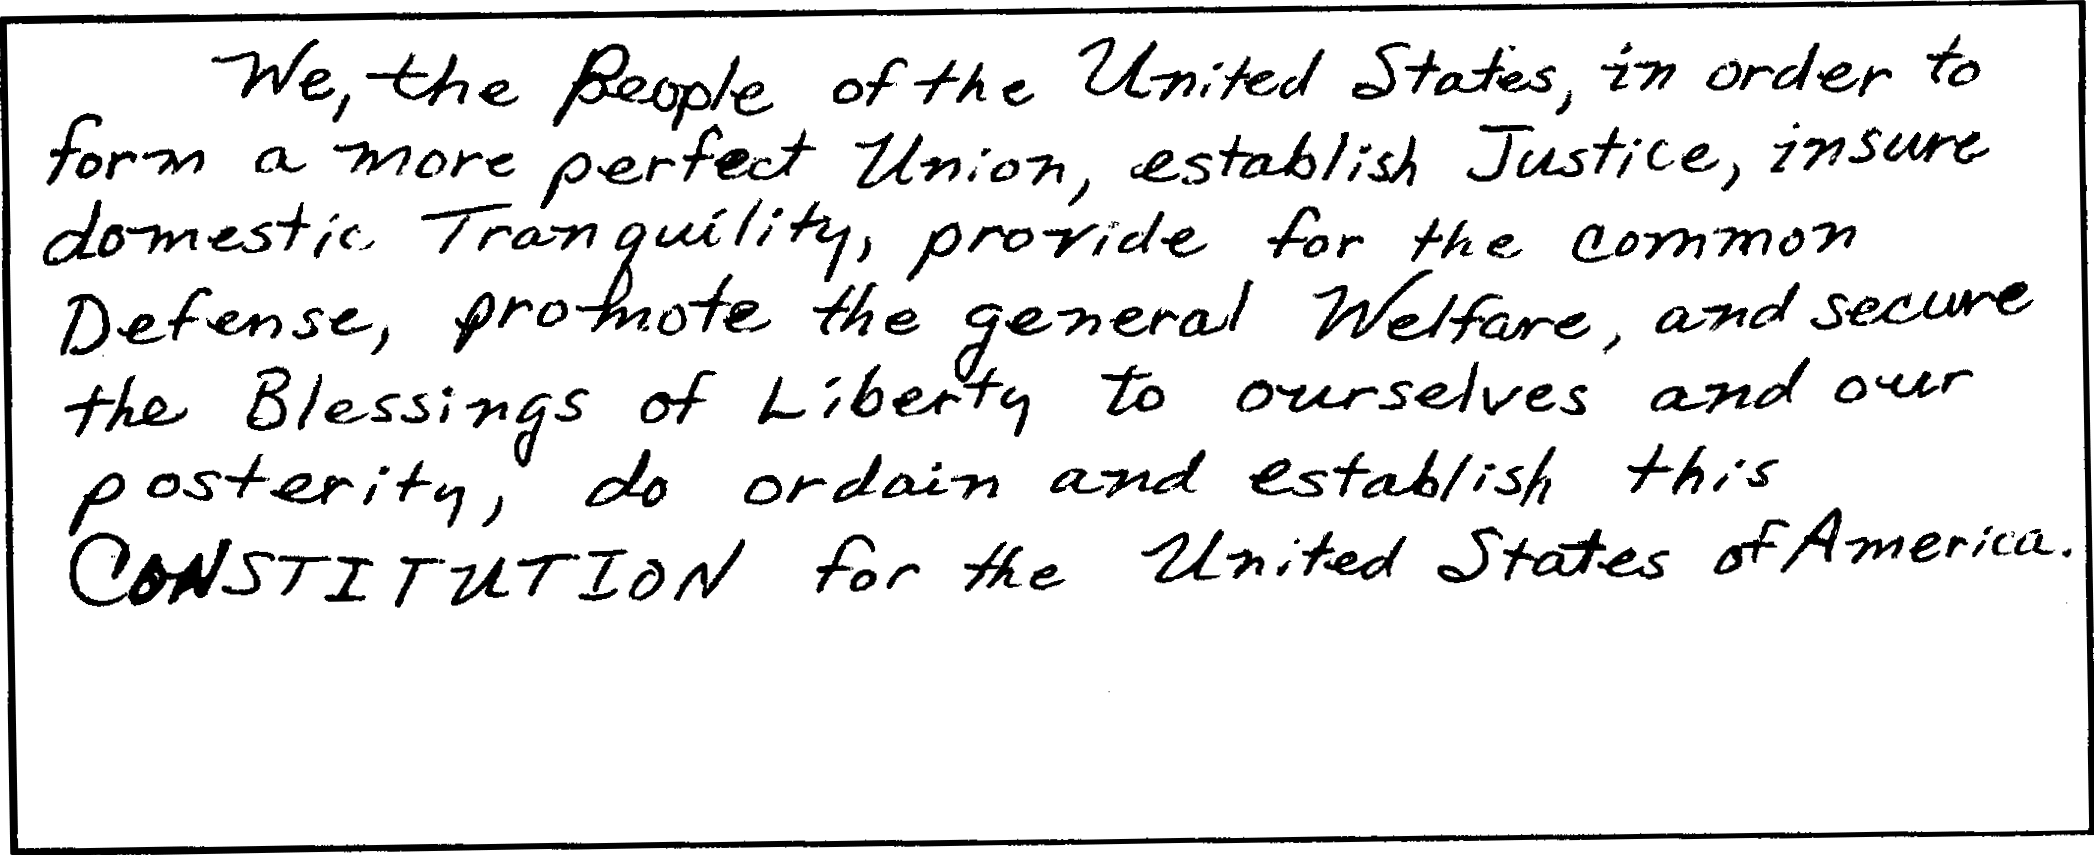 We, the People of the United States, in order to
form a more perfect Union, establish Justice, insure
domestic Tranquility, provide for the common
Defense, promote the general Welfare, and secure
the Blessings of Liberty to ourselves and our
posterity, do ordain and establish this
CONSTITUTION for the United States of America.